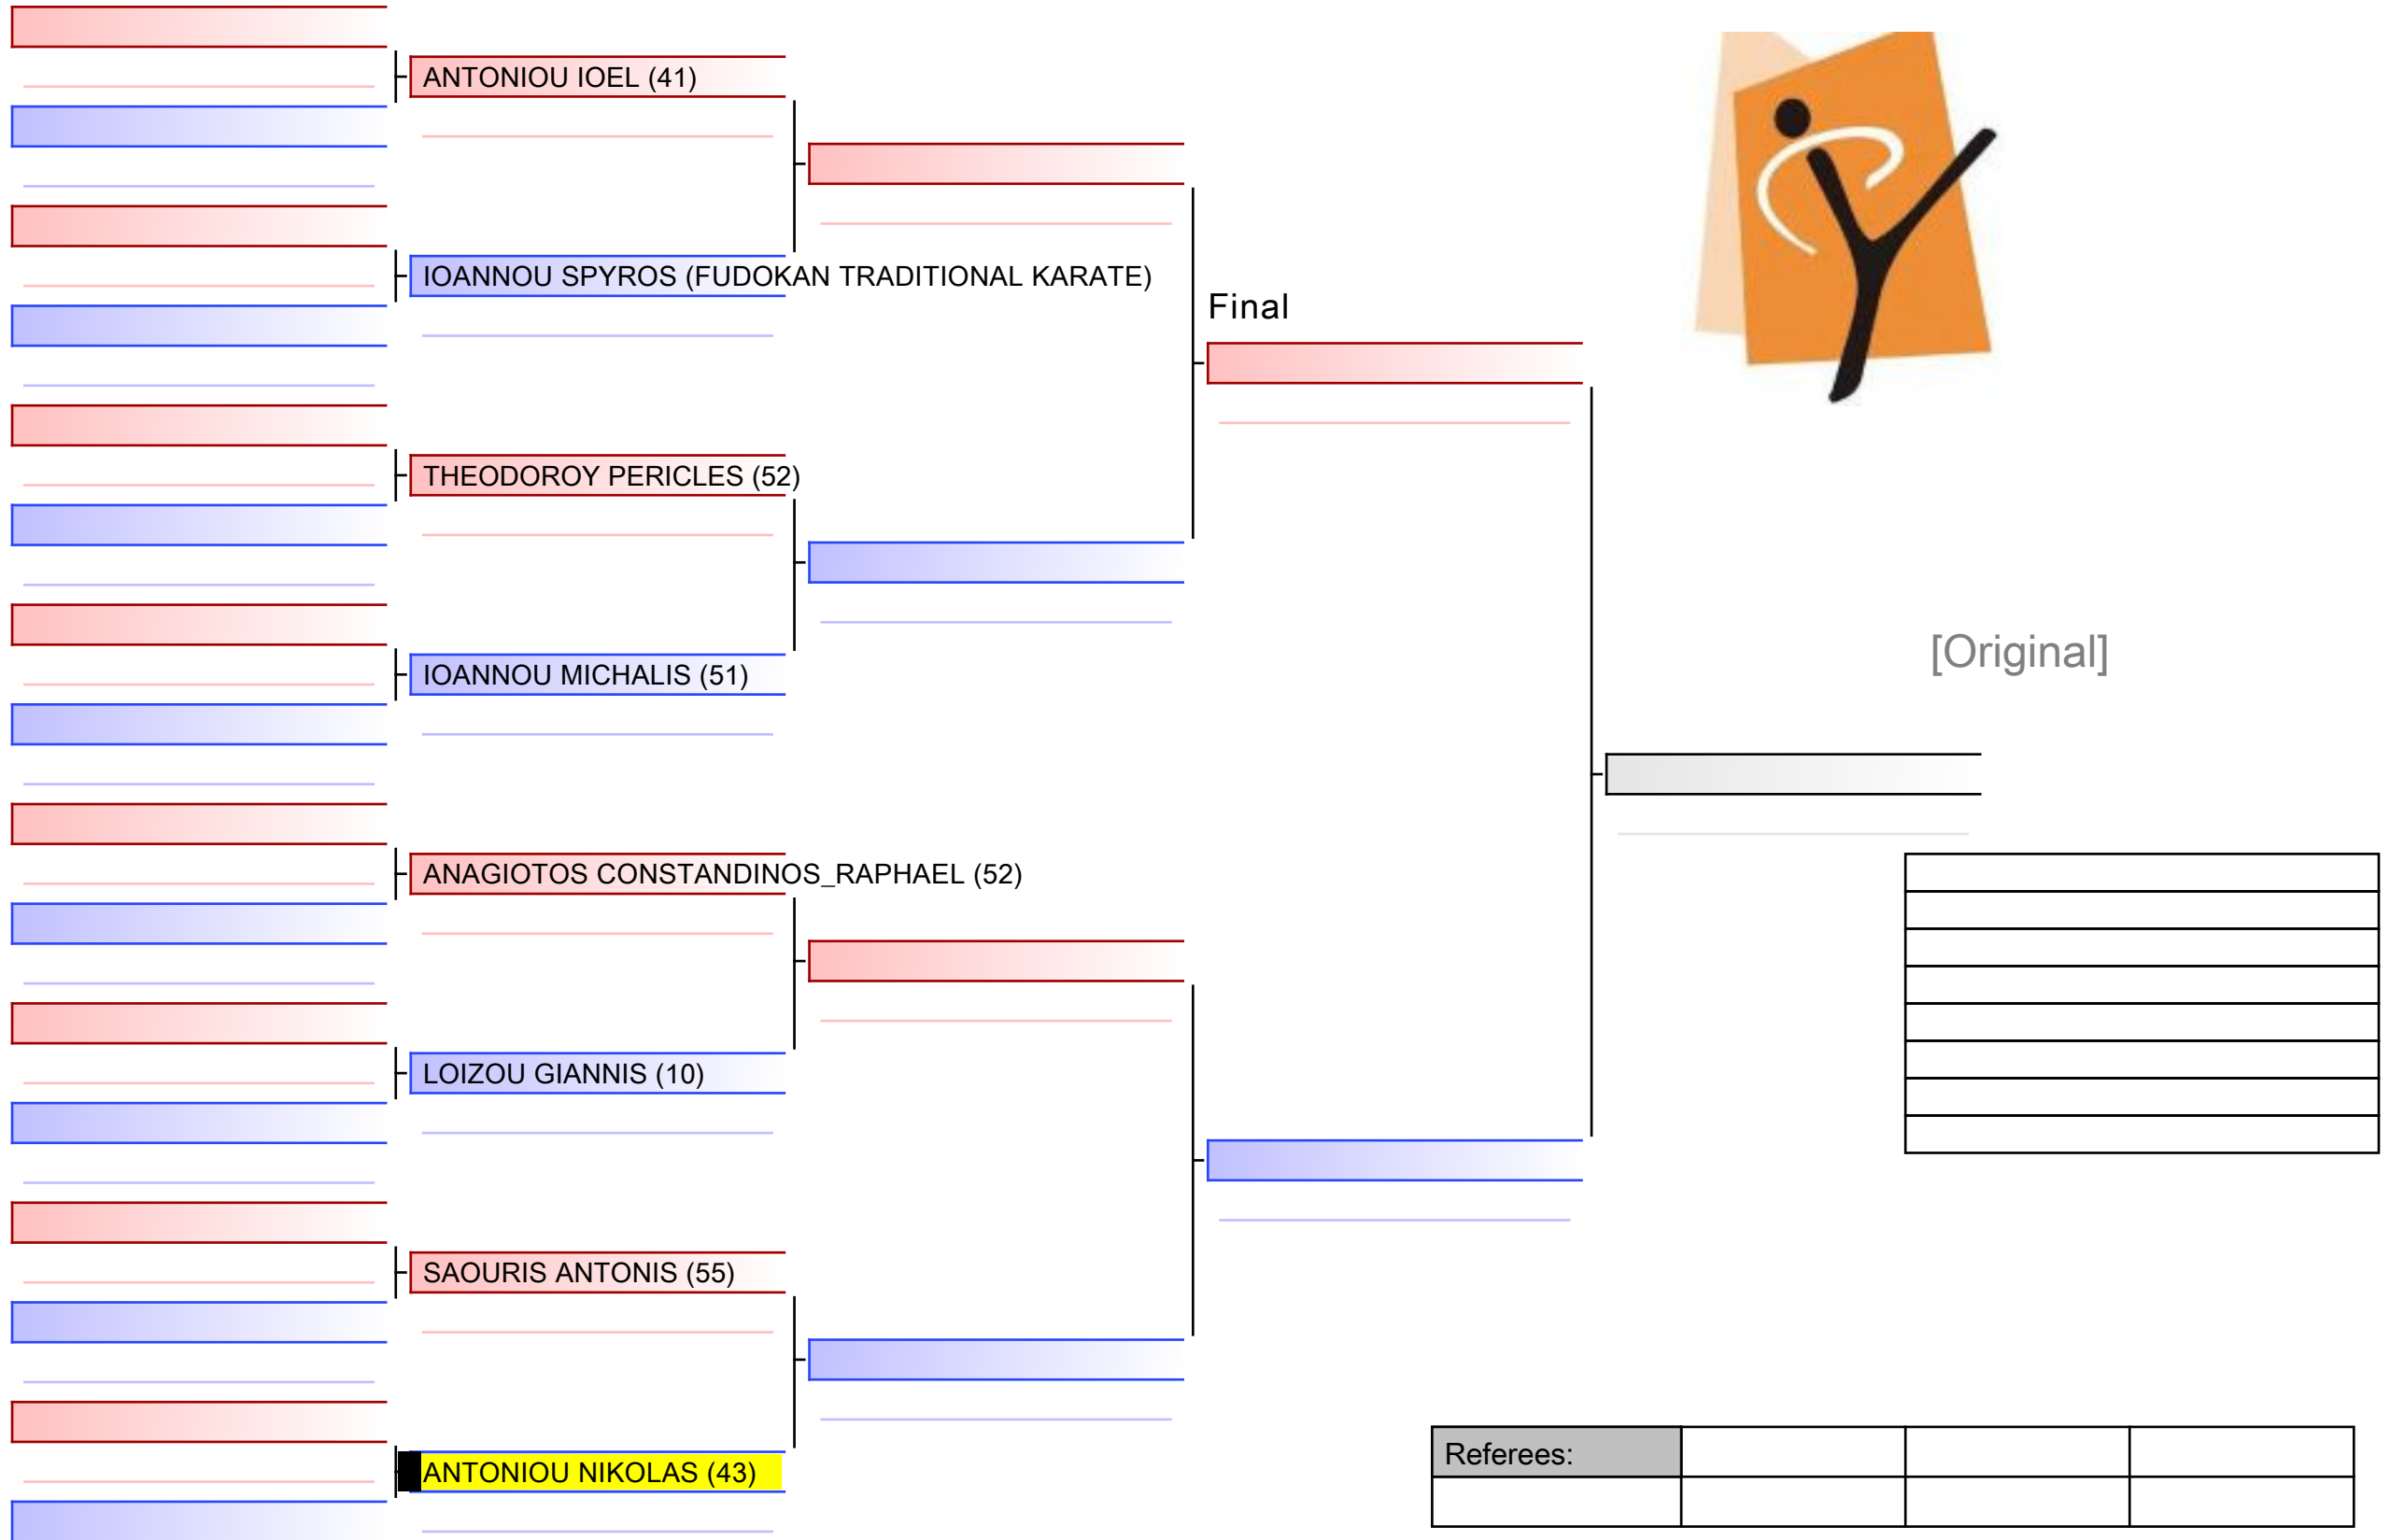 ANTONIOU IOEL (41)
IOANNOU SPYROS (FUDOKAN TRADITIONAL KARATE)
Final
THEODOROY PERICLES (52)
IOANNOU MICHALIS (51)
[Original]
ANAGIOTOS CONSTANDINOS_RAPHAEL (52)
LOIZOU GIANNIS (10)
SAOURIS ANTONIS (55)
ANTONIOU NIKOLAS (43)
Referees: